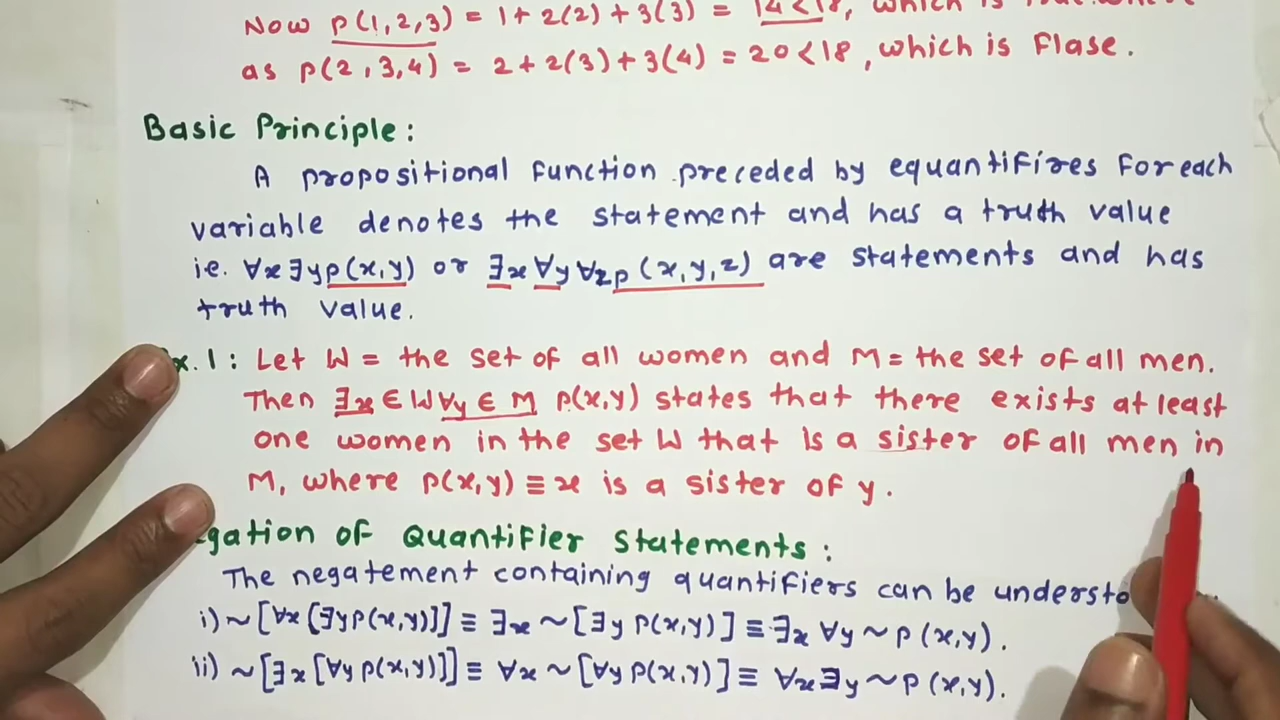 Now p(1,2,3) = 1+2(2)+3(3) = 14<18, which is
as p(2,3,4) = 2+2(3)+3(4) = 20<18, which is Flase.
Basic Principle:
A propositional function preceded by equantifires For each
variable denotes the statement and has a truth value
i.e. ∀x∃yp(x,y) or ∃x∀y∀zp(x,y,z) are statements and has
truth value.
x.1: Let W = the set of all women and M = the set of all men.
Then ∃x∈W∀y∈M p(x,y) states that there exists at least
one women in the set W that is a sister of all men in
M, where p(x,y) ≡ x is a sister of y.
gation of Quantifier Statements:
The negatement containing quantifiers can be understo
i) ~[∀x[∃yp(x,y)]] ≡ ∃x ~[∃y p(x,y)] ≡ ∃x ∀y ~ p(x,y).
ii) ~[∃x[∀y p(x,y)]] ≡ ∀x ~[∀y p(x,y)] ≡ ∀x∃y ~ p(x,y).